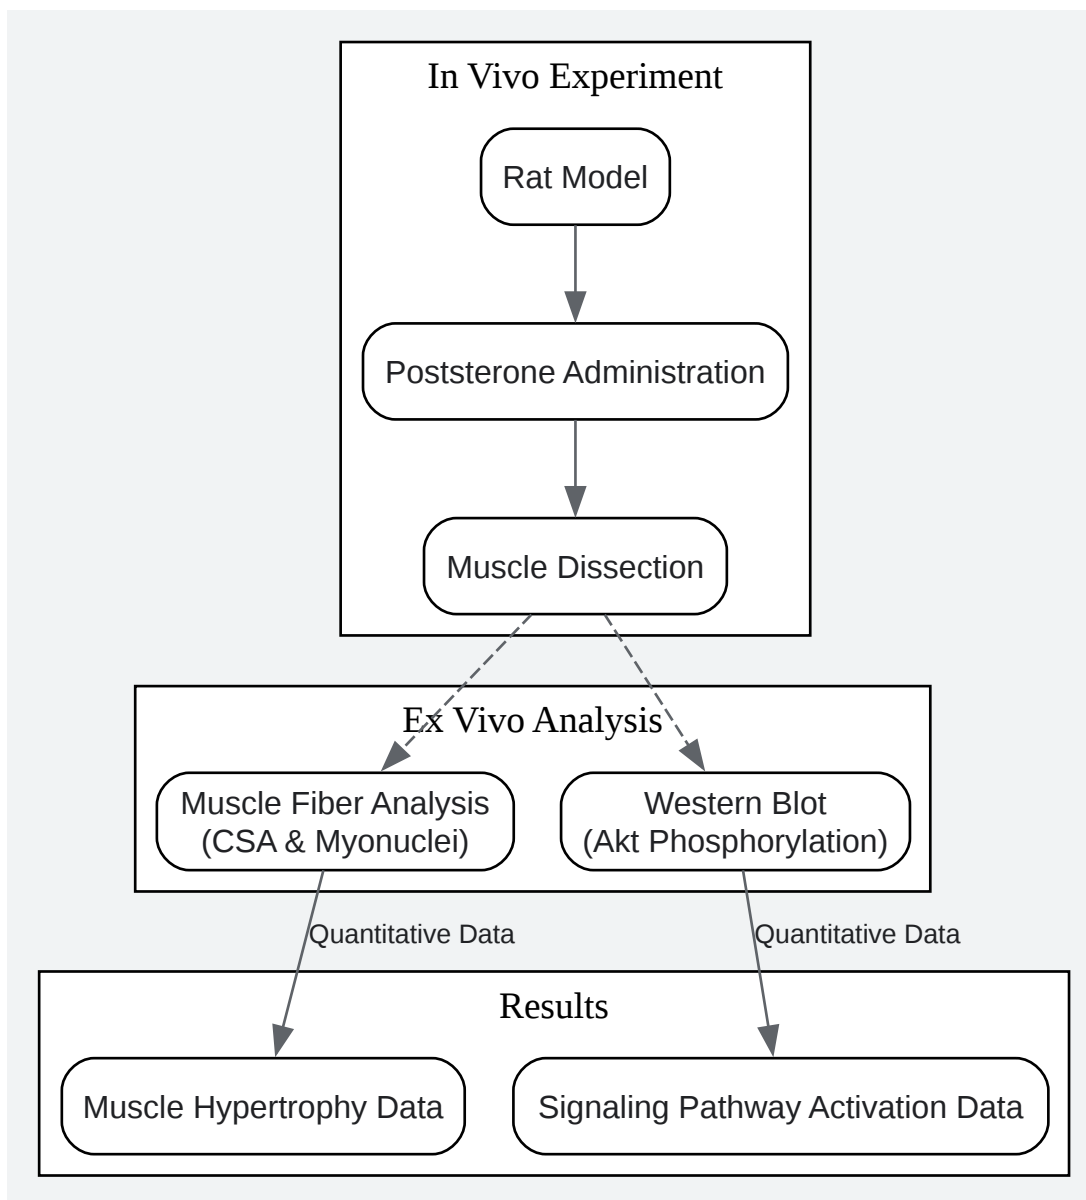 In Vivo Experiment
Rat Model
Poststerone Administration
Muscle Dissection
Ex Vivo Analysis
Muscle Fiber Analysis
(CSA & Myonuclei)
Western Blot
(Akt Phosphorylation)
Quantitative Data
Quantitative Data
Results
Muscle Hypertrophy Data
Signaling Pathway Activation Data